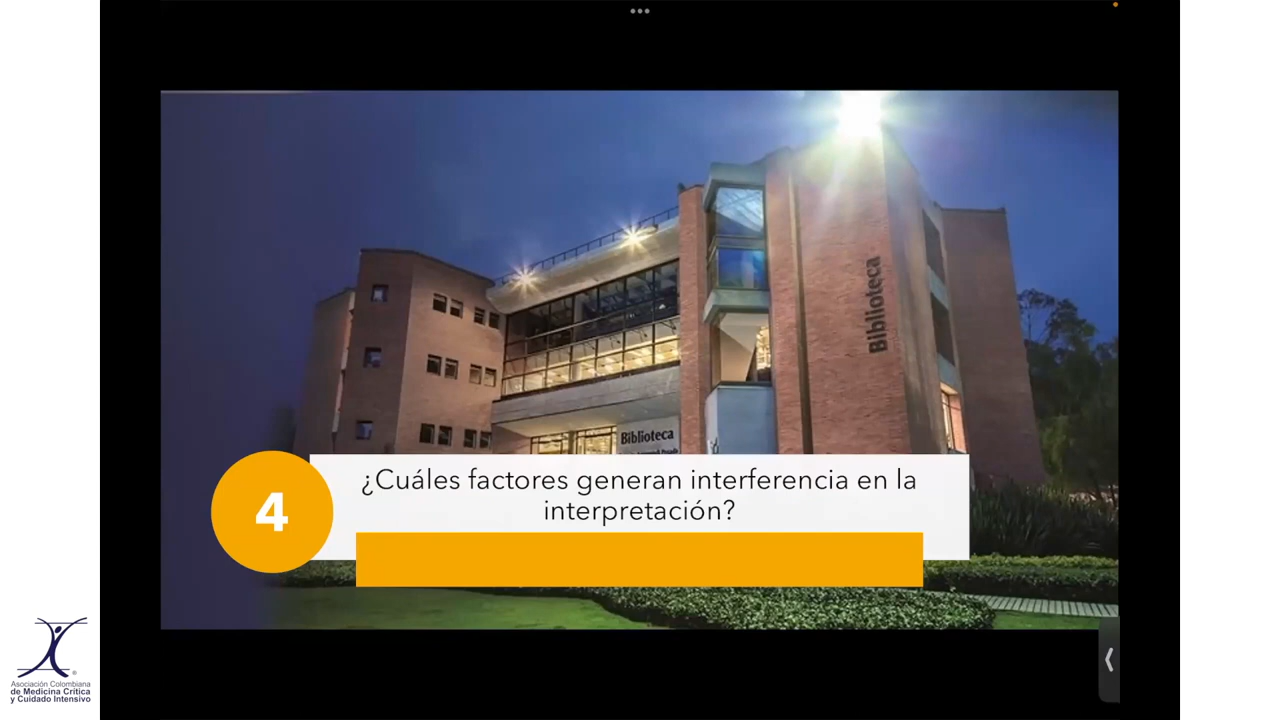 Biblioteca
Biblioteca
4
¿Cuáles factores generan interferencia en la
interpretación?
®
Asociación Colombiana
de Medicina Crítica
y Cuidado Intensivo